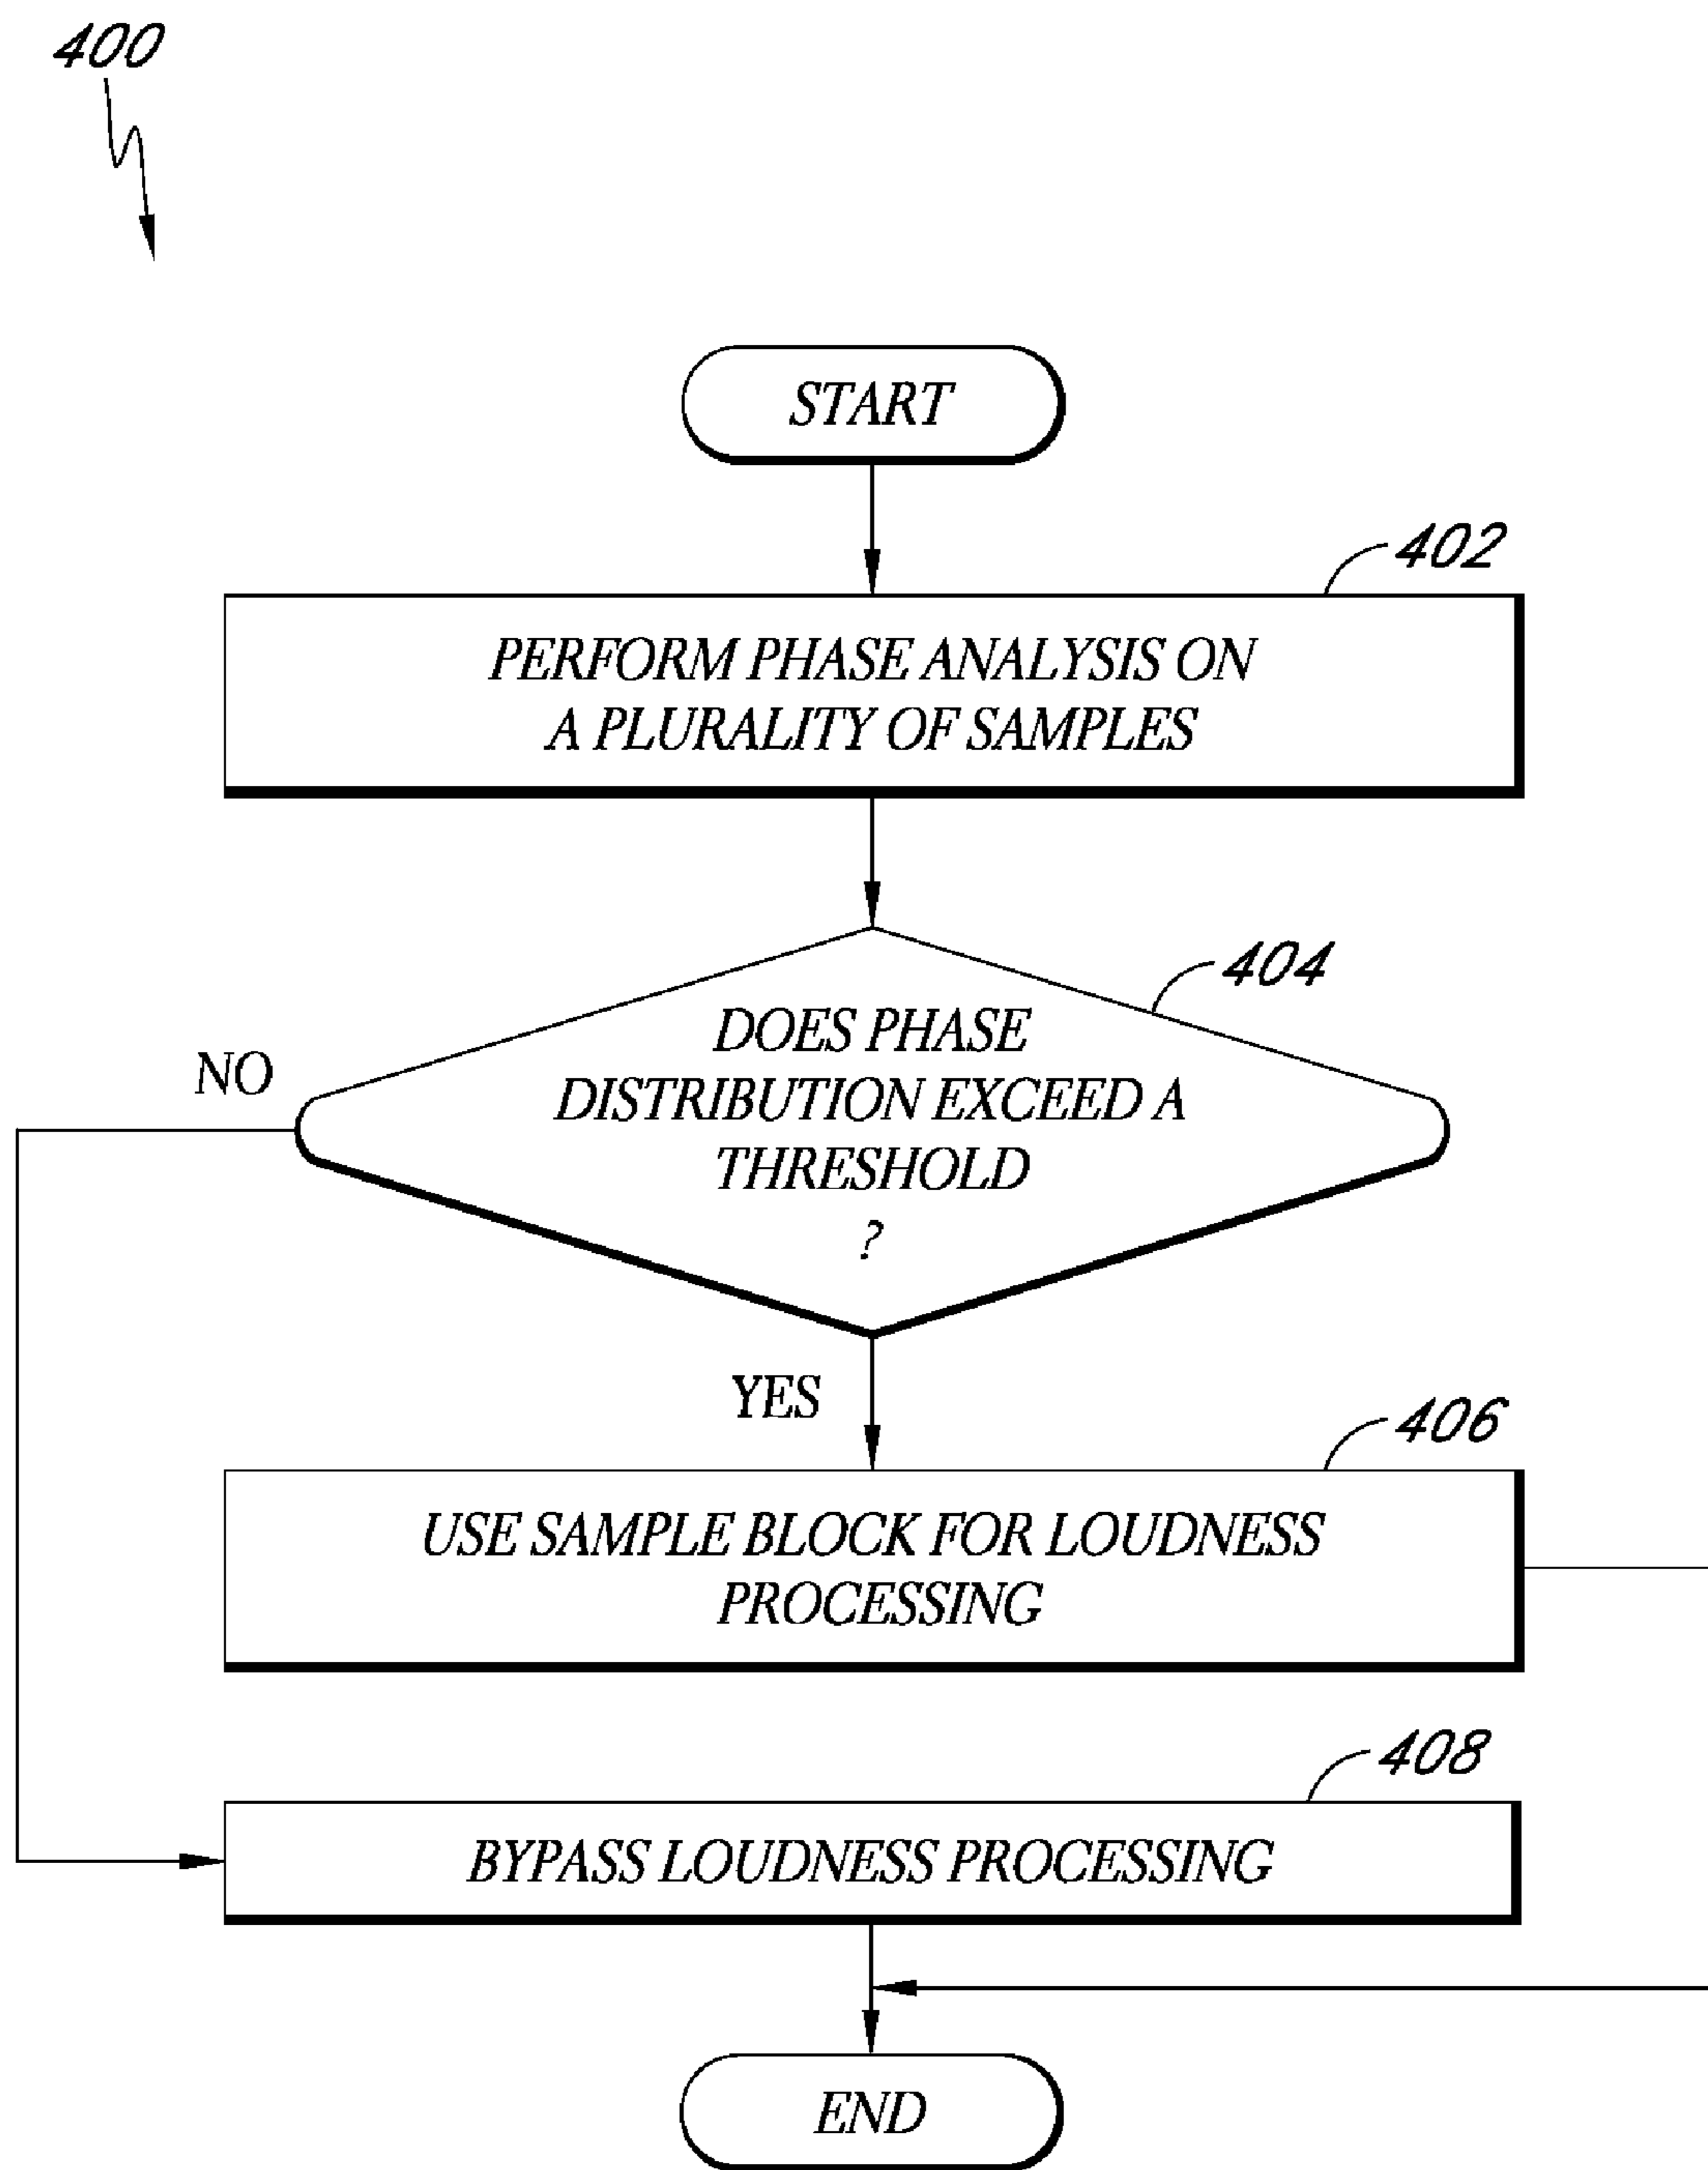 400
START
402
PERFORM PHASE ANALYSIS ON
A PLURALITY OF SAMPLES
404
DOES PHASE
DISTRIBUTION EXCEED A
THRESHOLD
?
NO
YES
406
USE SAMPLE BLOCK FOR LOUDNESS
PROCESSING
408
BYPASS LOUDNESS PROCESSING
END